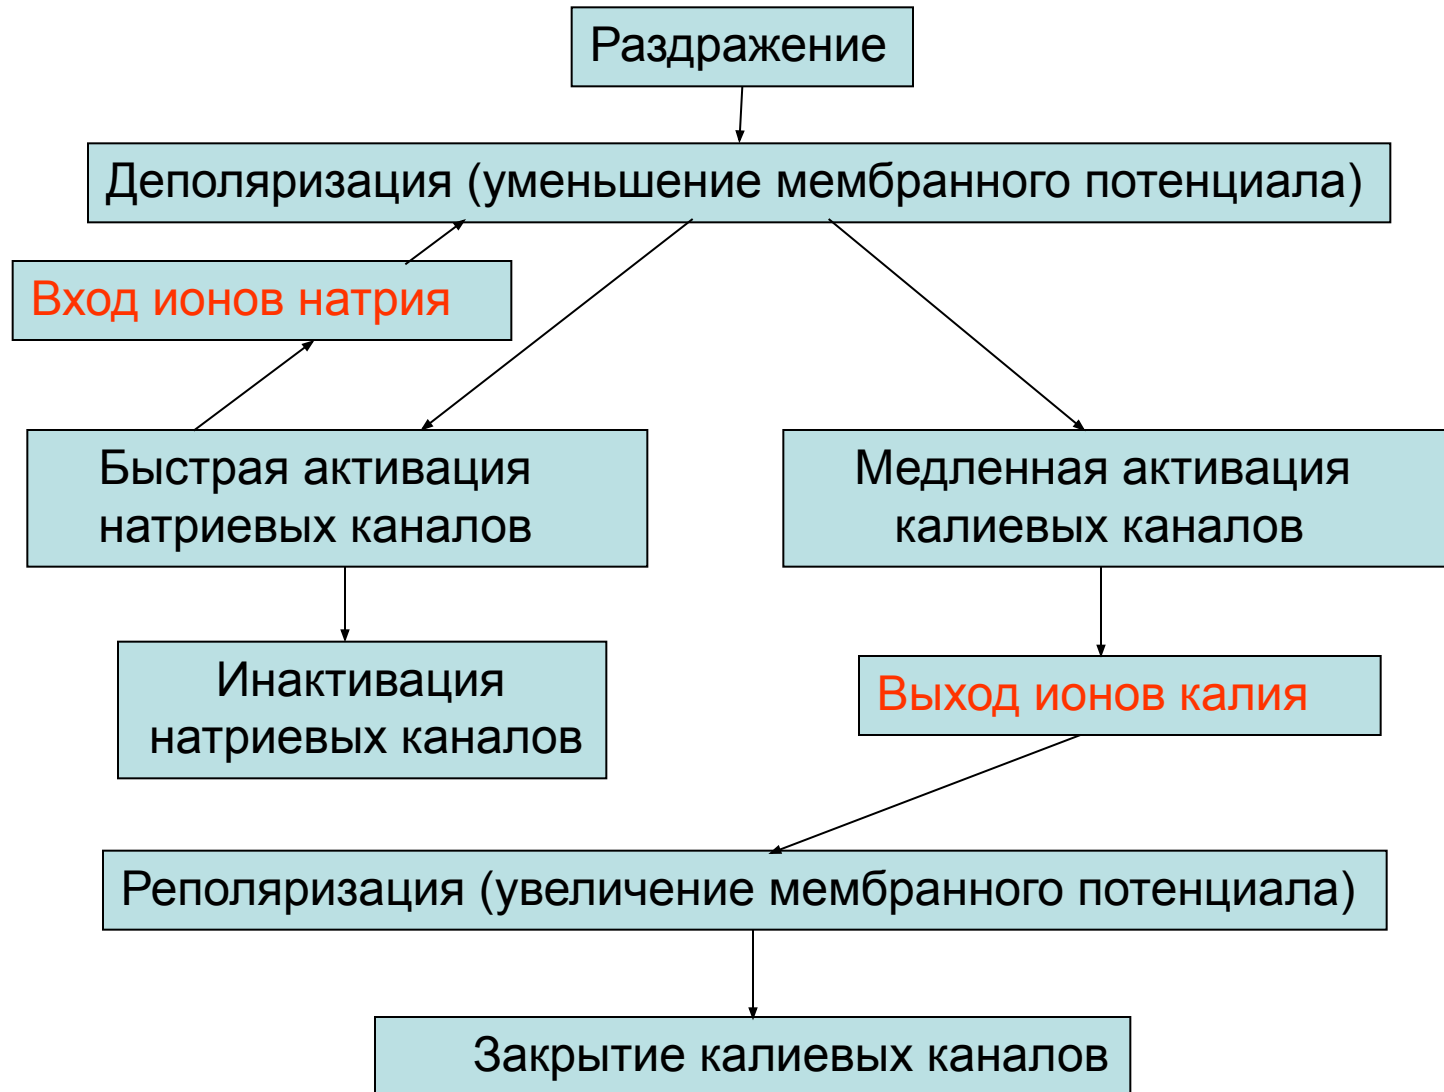 Раздражение
Деполяризация (уменьшение мембранного потенциала)
Вход ионов натрия
Быстрая активация
натриевых каналов
Медленная активация
калиевых каналов
Инактивация
натриевых каналов
Выход ионов калия
Реполяризация (увеличение мембранного потенциала)
Закрытие калиевых каналов